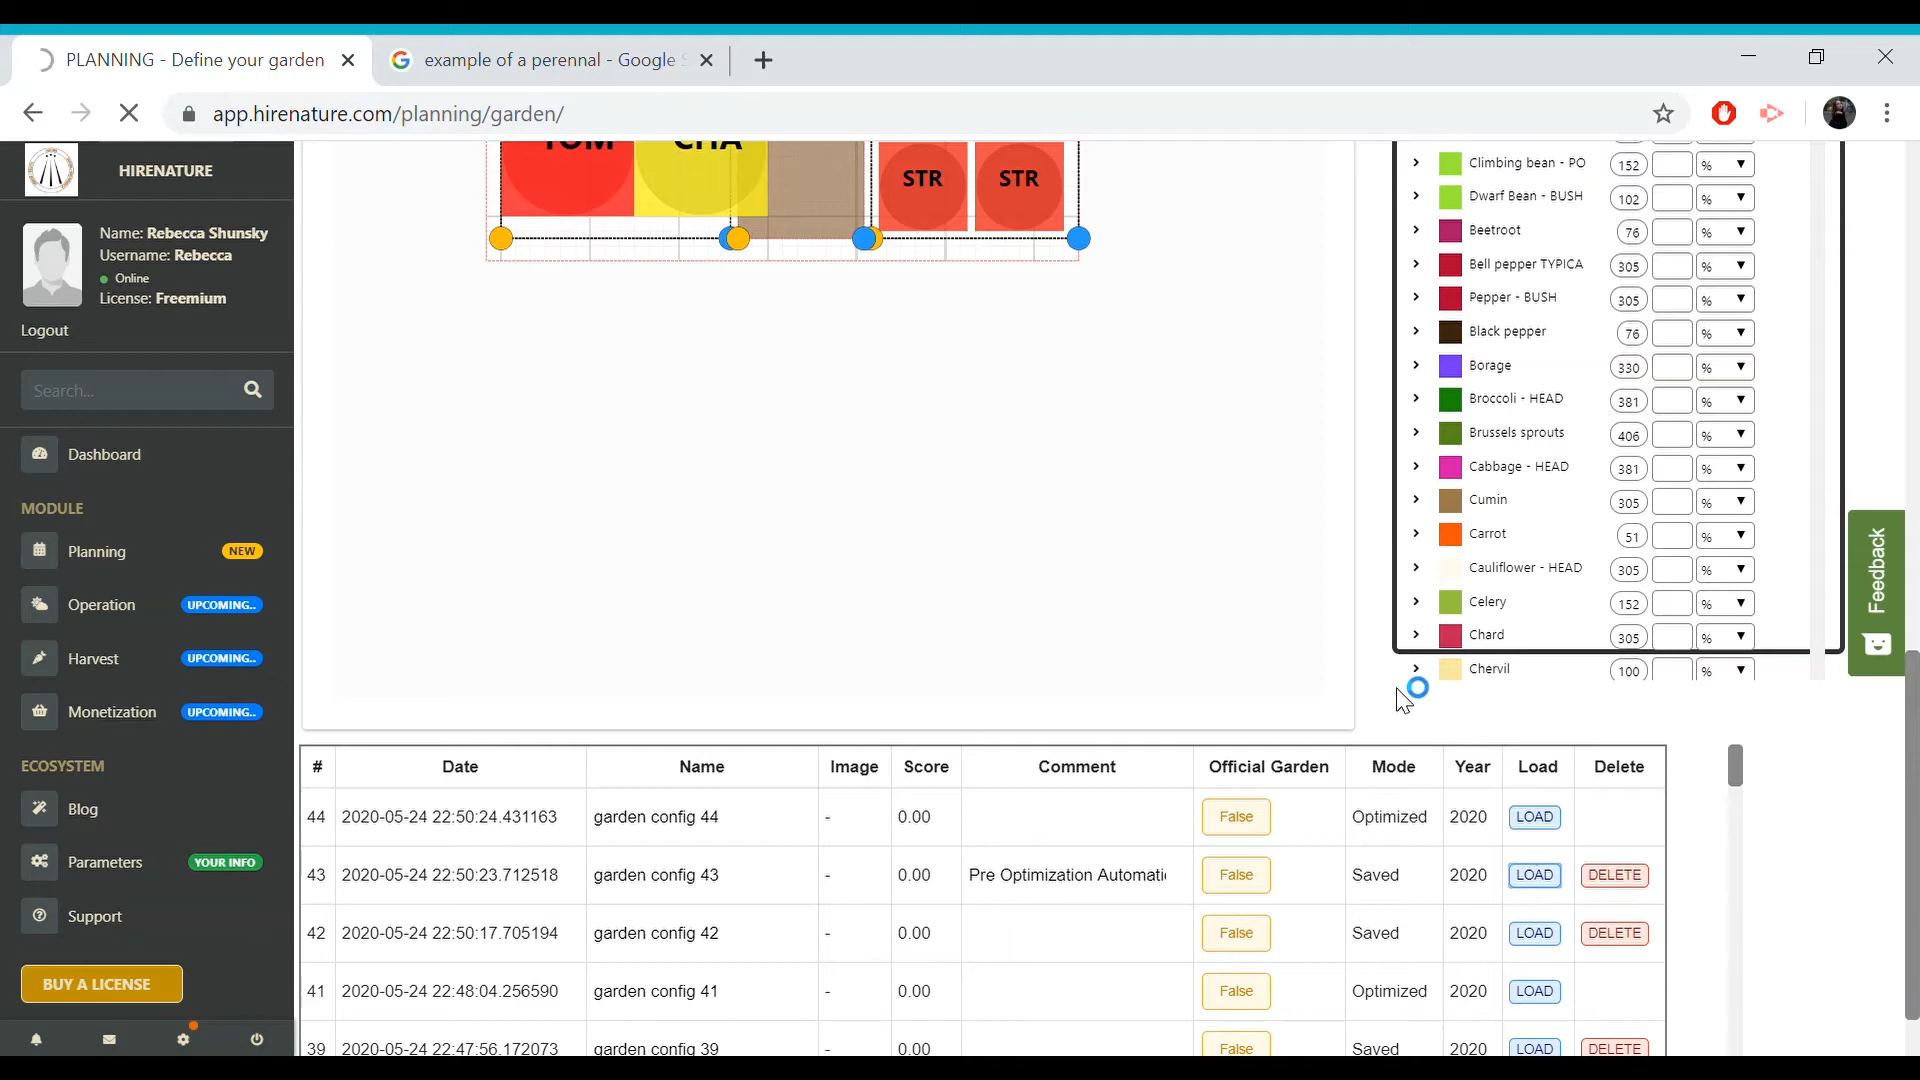 PLANNING - Define your garden
example of a perennal - Google S
app.hirenature.com/planning/garden/
HIRENATURE
Name: Rebecca Shunsky
Username: Rebecca
Online
License: Freemium
Logout
Search...
Dashboard
MODULE
Planning NEW
Operation UPCOMING..
Harvest UPCOMING..
Monetization UPCOMING..
ECOSYSTEM
Blog
Parameters YOUR INFO
Support
BUY A LICENSE
TOM CHA STR STR
Climbing bean - PO 152 %
Dwarf Bean - BUSH 102 %
Beetroot 76 %
Bell pepper TYPICA 305 %
Pepper - BUSH 305 %
Black pepper 76 %
Borage 330 %
Broccoli - HEAD 381 %
Brussels sprouts 406 %
Cabbage - HEAD 381 %
Cumin 305 %
Carrot 51 %
Cauliflower - HEAD 305 %
Celery 152 %
Chard 305 %
Chervil 100 %
Feedback
# Date Name Image Score Comment Official Garden Mode Year Load Delete
44 2020-05-24 22:50:24.431163 garden config 44 - 0.00 False Optimized 2020 LOAD
43 2020-05-24 22:50:23.712518 garden config 43 - 0.00 Pre Optimization Automati False Saved 2020 LOAD DELETE
42 2020-05-24 22:50:17.705194 garden config 42 - 0.00 False Saved 2020 LOAD DELETE
41 2020-05-24 22:48:04.256590 garden config 41 - 0.00 False Optimized 2020 LOAD
39 2020-05-24 22:47:56.172073 garden config 39 - 0.00 False Saved 2020 LOAD DELETE